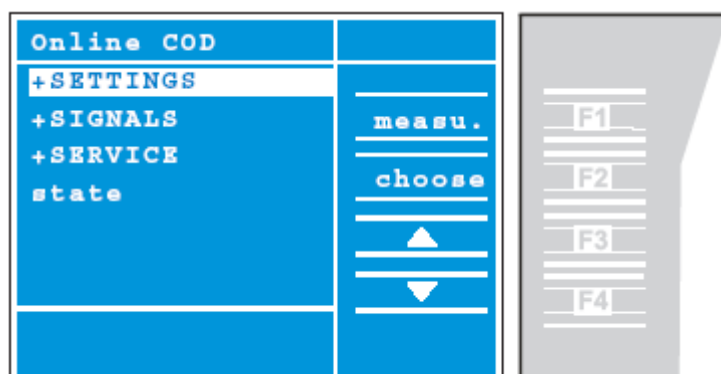 Online COD
+SETTINGS
+SIGNALS
+SERVICE
state
measu.
choose
F1
F2
F3
F4